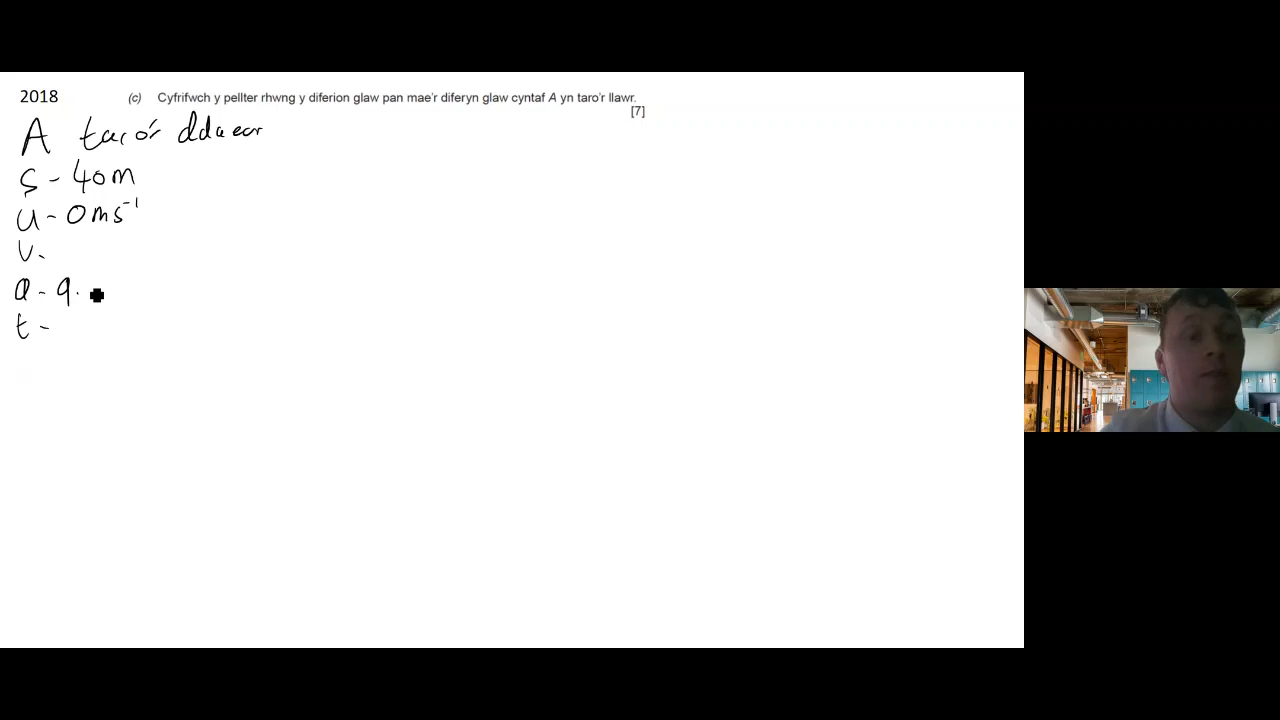 2018 (c) Cyfrifwch y pellter rhwng y diferion glaw pan mae'r diferyn glaw cyntaf A yn taro'r llawr.
[7]
A taro'r ddaear
s - 40m
u - 0ms⁻¹
v -
a - 9.
t -